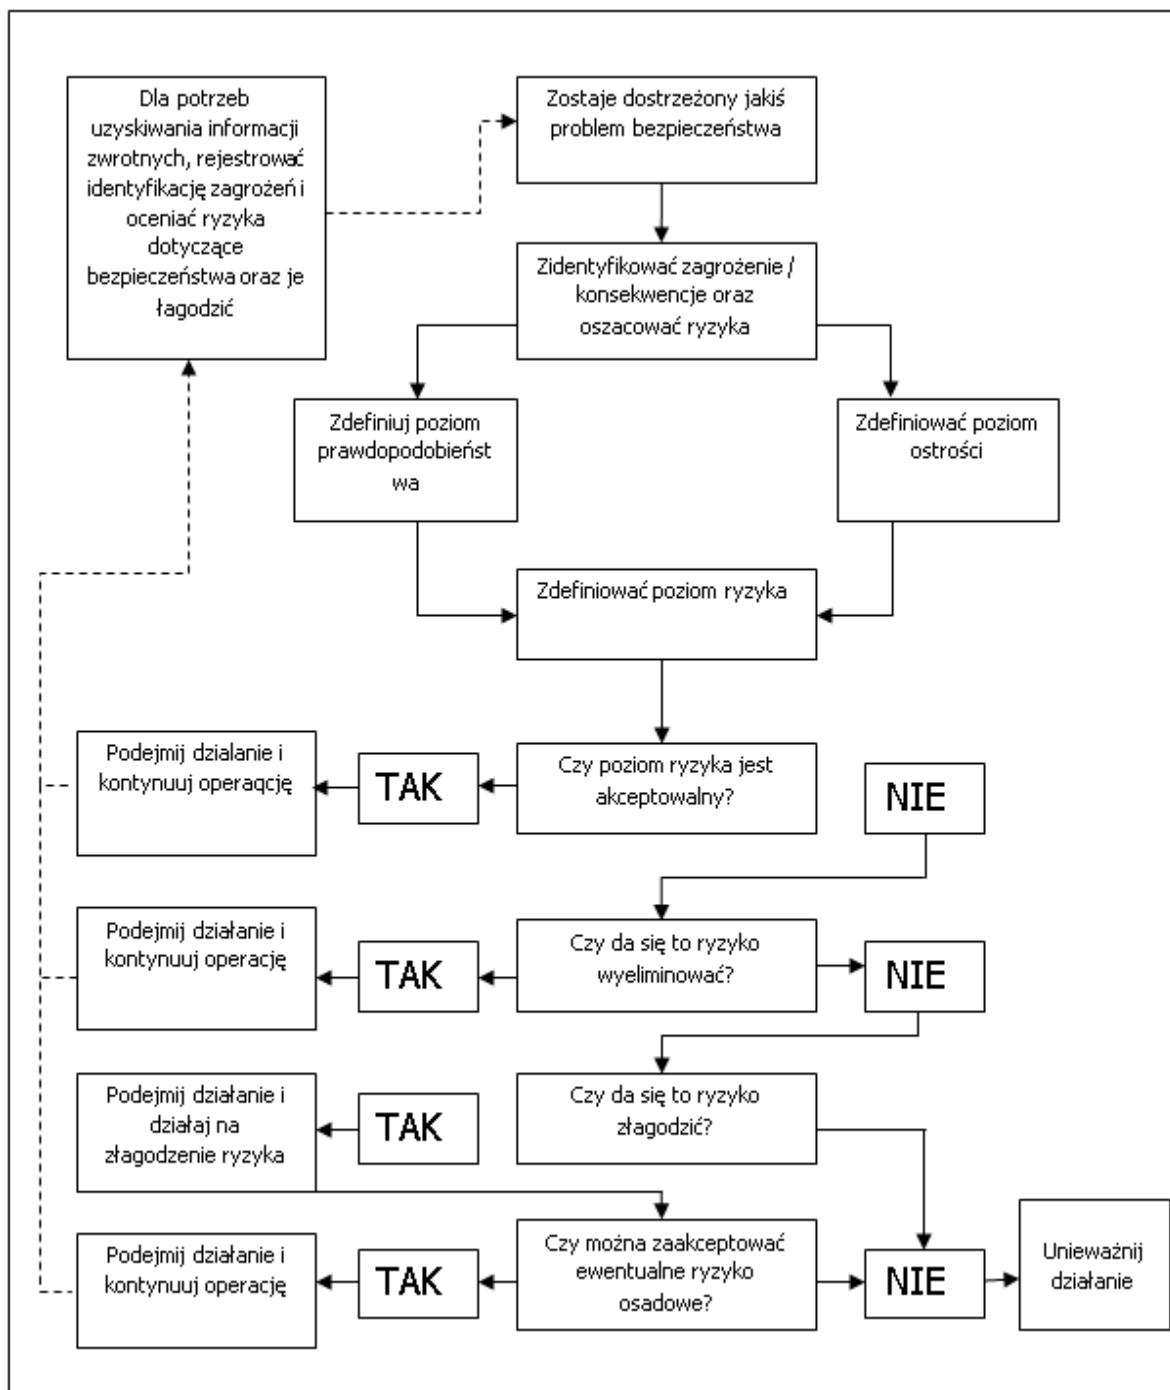 Dla potrzeb
uzyskiwania informacji
zwrotnych, rejestrować
identyfikację zagrożeń i
oceniać ryzyka
dotyczące
bezpieczeństwa oraz je
łagodzić
Zostaje dostrzeżony jakiś
problem bezpieczeństwa
Zidentyfikować zagrożenie /
konsekwencje oraz
oszacować ryzyka
Zdefiniuj poziom
prawdopodobieńst
wa
Zdefiniować poziom
ostrości
Zdefiniować poziom ryzyka
Czy poziom ryzyka jest
akceptowalny?
TAK
Podejmij dzialanie i
kontynuuj operaqcję
NIE
Czy da się to ryzyko
wyeliminować?
TAK
Podejmij działanie i
kontynuuj operację
NIE
Czy da się to ryzyko
złagodzić?
TAK
Podejmij działanie i
działaj na
złagodzenie ryzyka
Czy można zaakceptować
ewentualne ryzyko
osadowe?
TAK
Podejmij działanie i
kontynuuj operację
NIE
Unieważnij
działanie